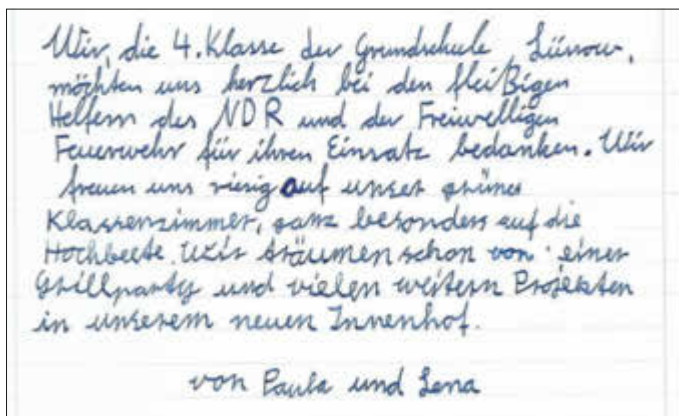 Wir, die 4. Klasse der Grundschule Lüssow,
möchten uns herzlich bei den fleißigen
Helfern des NDR und der Freiwelligen
Feuerwehr für ihren Einsatz bedanken. Wir
freuen uns riesig auf unser grünes
Klassenzimmer, ganz besonders auf die
Hochbeete. Wir träumen schon von einer
Grillparty und vielen weitern Projekten
in unserem neuen Innenhof.
von Paula und Lena